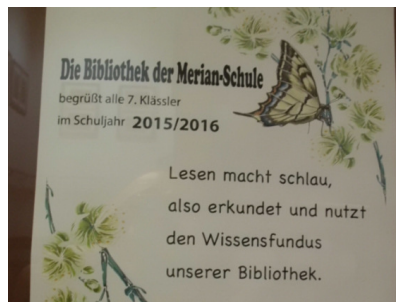 Die Bibliothek der Merian-Schule
begrüßt alle 7. Klässler
im Schuljahr 2015/2016
Lesen macht schlau,
also erkundet und nutzt
den Wissensfundus
unserer Bibliothek.